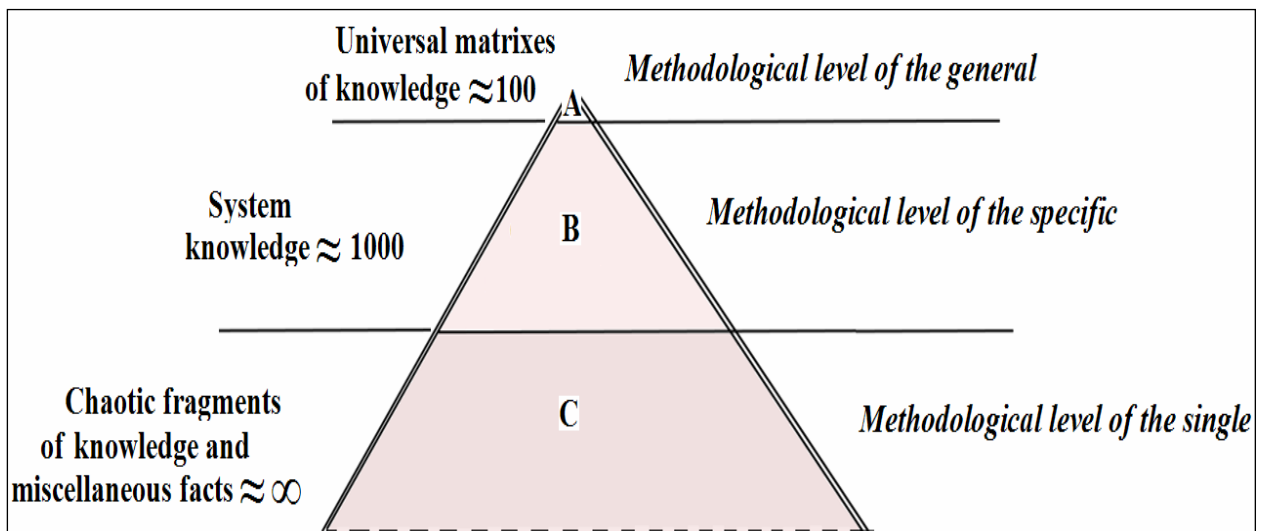 Universal matrixes
of knowledge ≈100
Methodological level of the general
A
System
knowledge ≈ 1000
B
Methodological level of the specific
Chaotic fragments
of knowledge and
miscellaneous facts ≈ ∞
C
Methodological level of the single